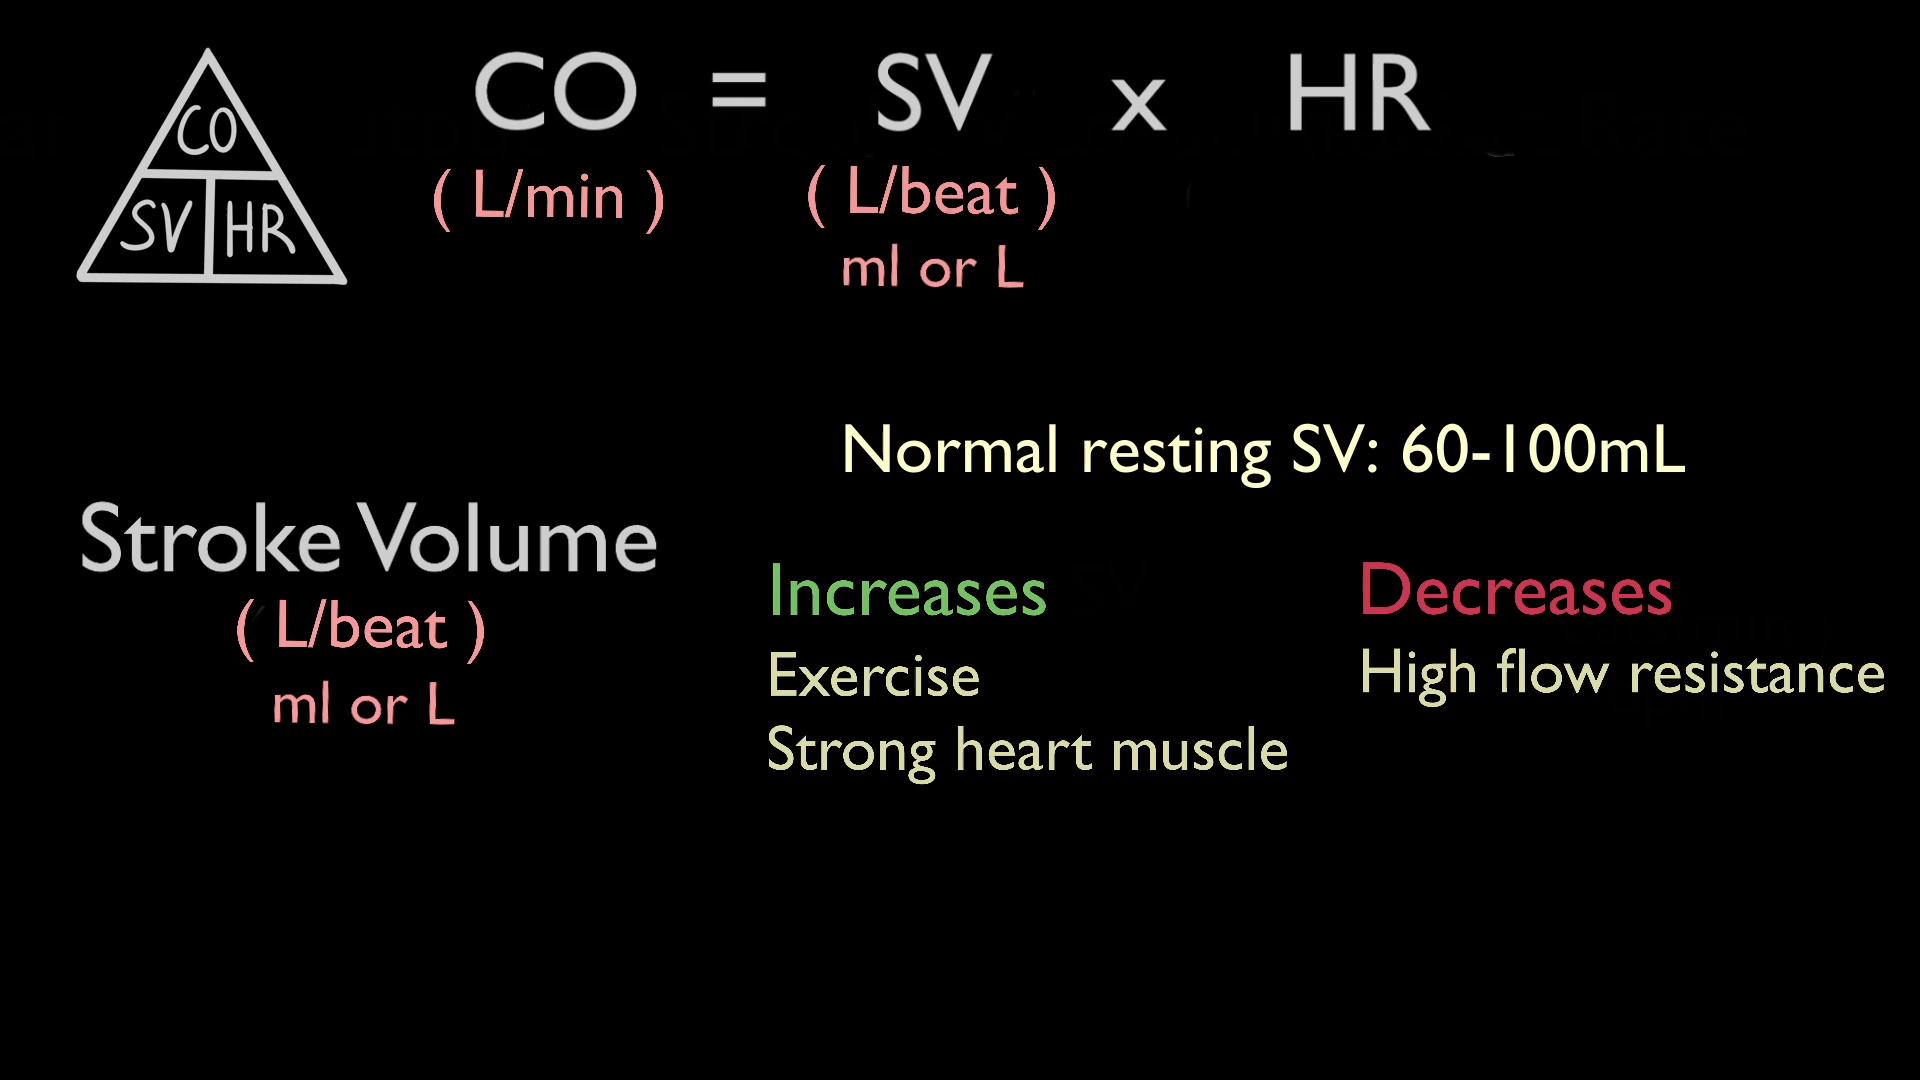 CO
SV HR
CO = SV x HR
( L/min ) ( L/beat )
ml or L
Normal resting SV: 60-100mL
Stroke Volume
( L/beat )
ml or L
Increases
Exercise
Strong heart muscle
Decreases
High flow resistance